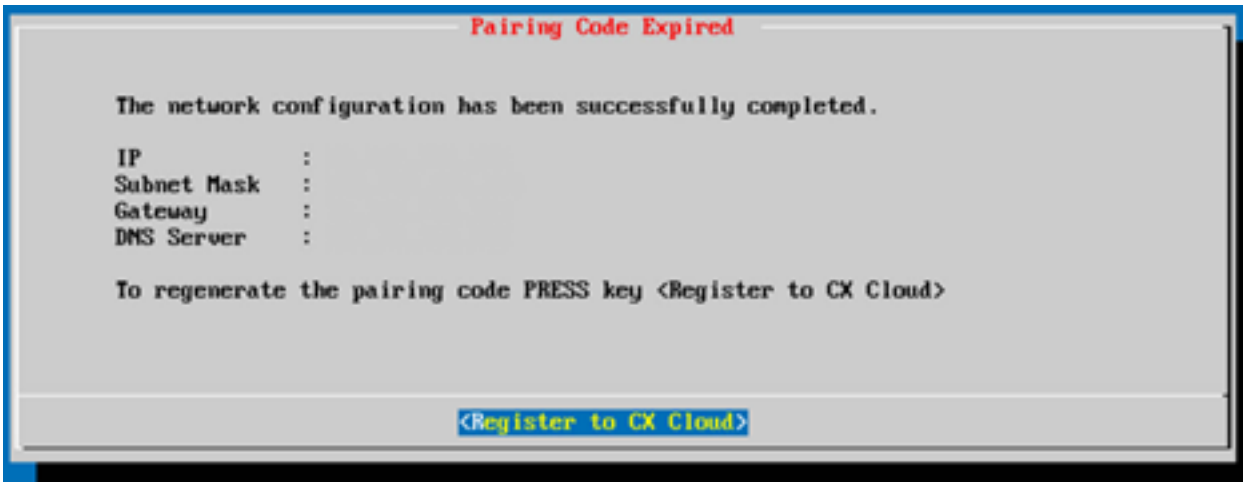 Pairing Code Expired
The network configuration has been successfully completed.
IP :
Subnet Mask :
Gateway :
DNS Server :
To regenerate the pairing code PRESS key <Register to CX Cloud>
<Register to CX Cloud>